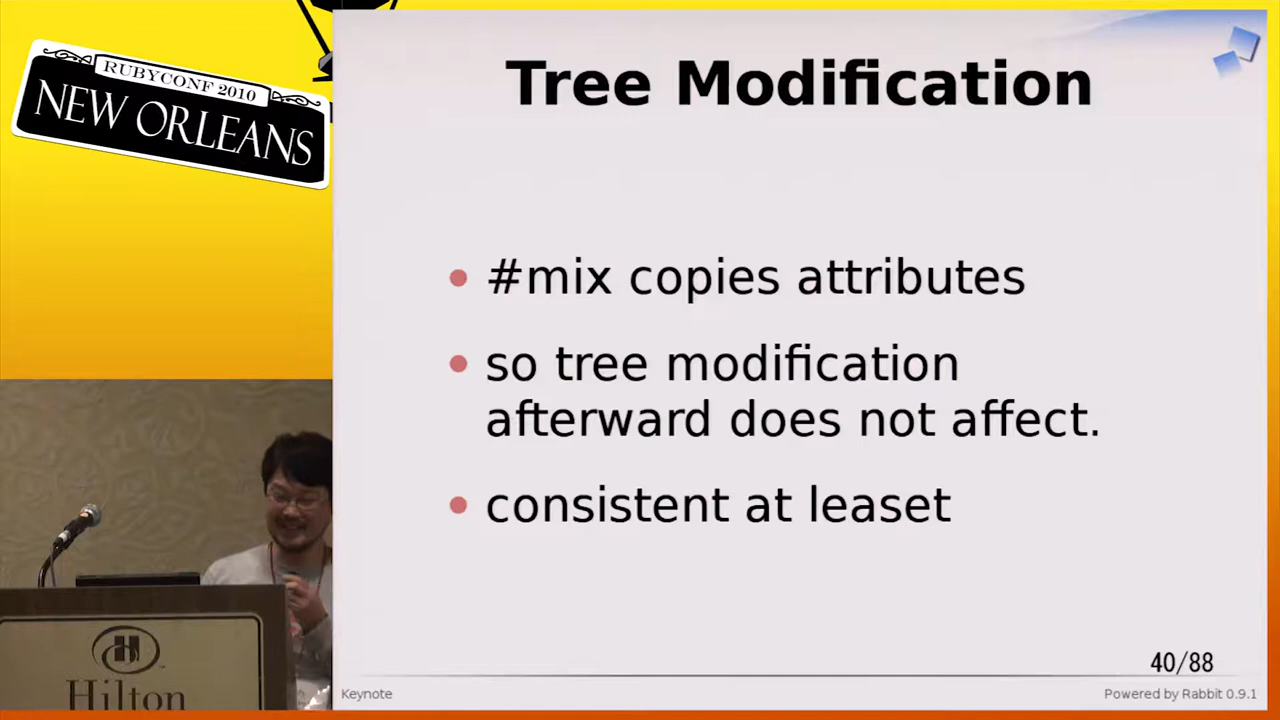 RUBYCONF 2010
NEW ORLEANS
Tree Modification
#mix copies attributes
so tree modification
afterward does not affect.
consistent at leaset
40/88
Keynote
Powered by Rabbit 0.9.1
H
Hilton